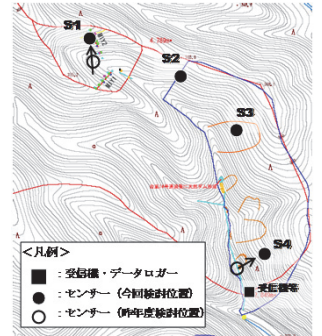 S1
S2
S3
S4
受信機等
<凡例>
: 受信機・データロガー
: センサー (今回検討位置)
: センサー (昨年度検討位置)